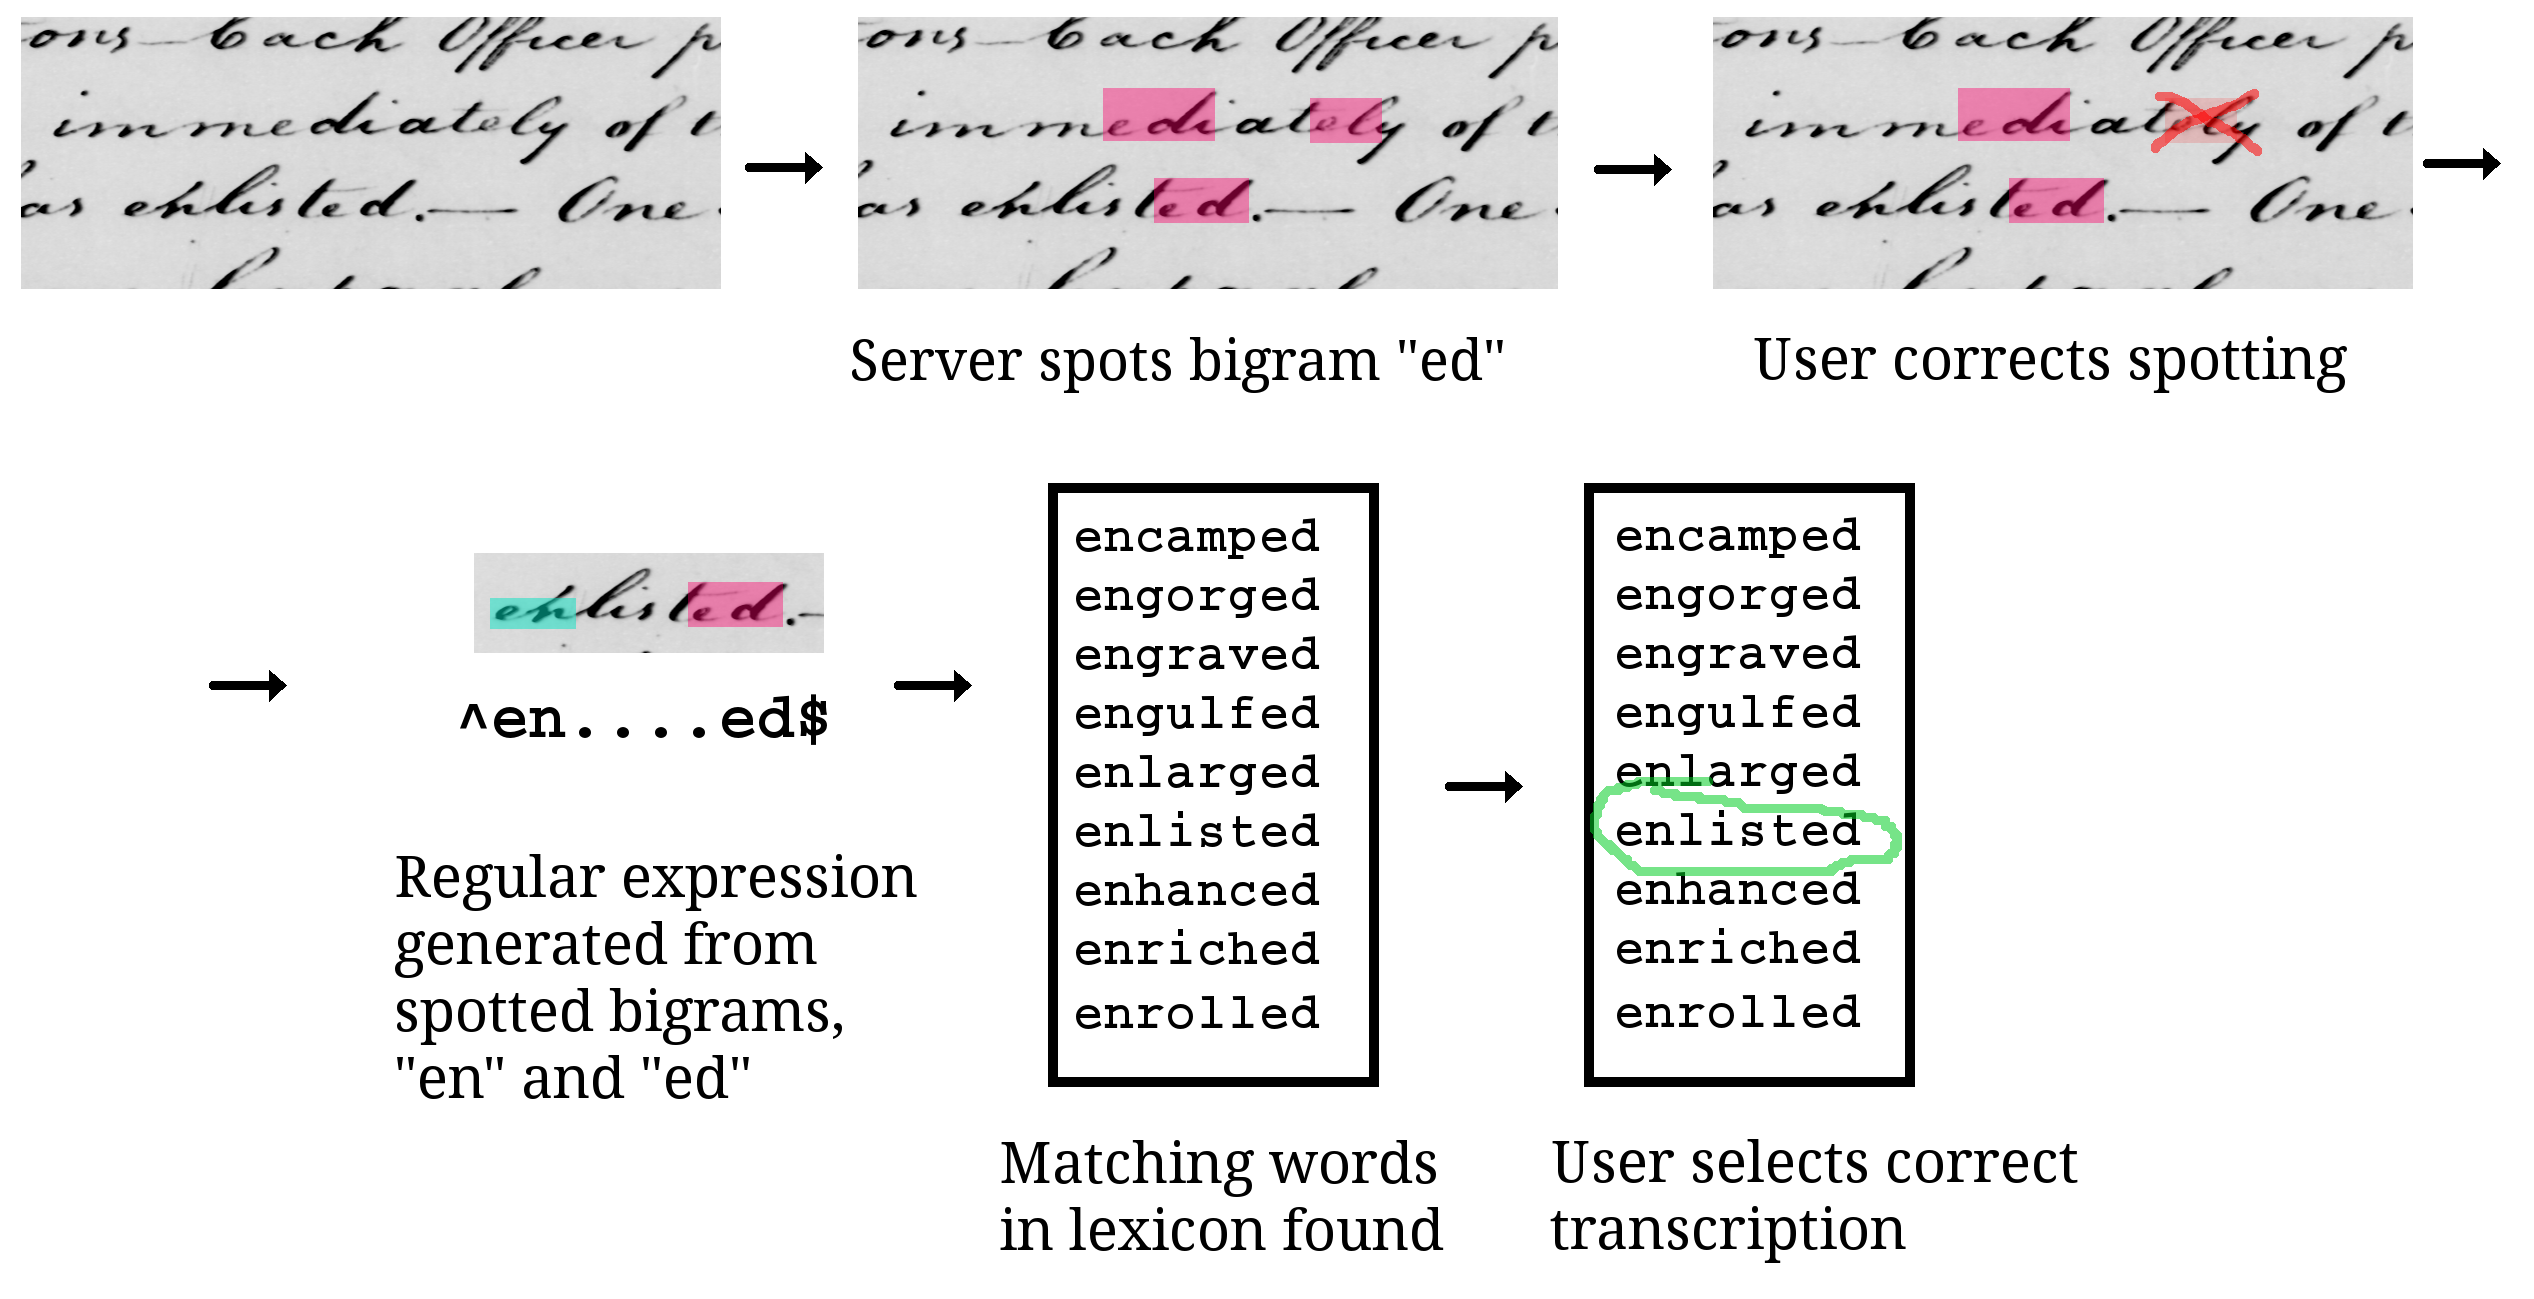 ons—Each Officer p
immediately of t
as enlisted.— One
ons—Each Officer p
immediately of t
as enlisted.— One
ons—Each Officer p
immediately of t
as enlisted.— One
Server spots bigram "ed"
User corrects spotting
enlisted.—
^en....ed$
Regular expression
generated from
spotted bigrams,
"en" and "ed"
encamped
engorged
engraved
engulfed
enlarged
enlisted
enhanced
enriched
enrolled
Matching words
in lexicon found
encamped
engorged
engraved
engulfed
enlarged
enlisted
enhanced
enriched
enrolled
User selects correct
transcription